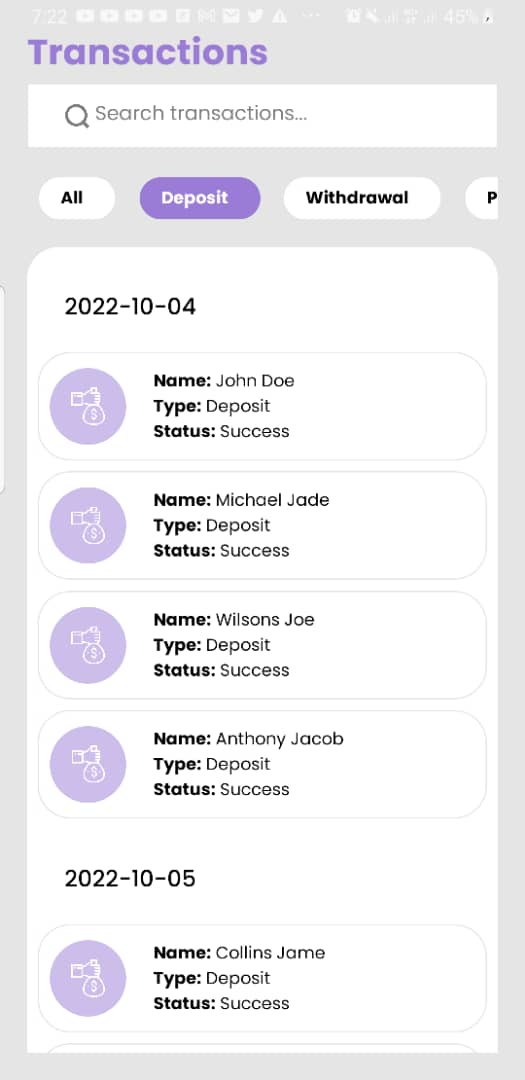 7:22 45%
Transactions
Search transactions...
All Deposit Withdrawal P
2022-10-04
Name: John Doe
Type: Deposit
Status: Success
Name: Michael Jade
Type: Deposit
Status: Success
Name: Wilsons Joe
Type: Deposit
Status: Success
Name: Anthony Jacob
Type: Deposit
Status: Success
2022-10-05
Name: Collins Jame
Type: Deposit
Status: Success